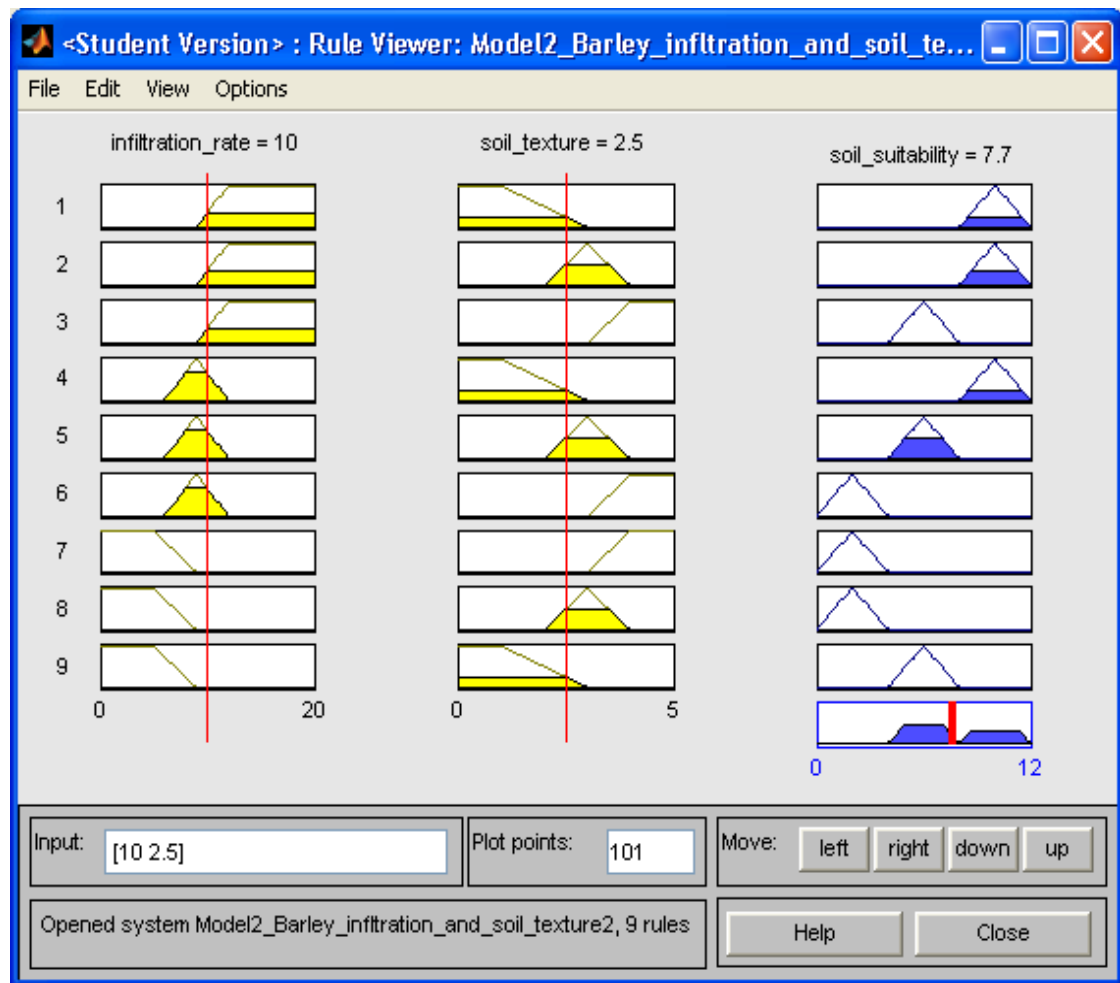 <Student Version> : Rule Viewer: Model2_Barley_infltration_and_soil_te...
File Edit View Options
infiltration_rate = 10
soil_texture = 2.5
soil_suitability = 7.7
1
2
3
4
5
6
7
8
9
0 20
0 5
0 12
Input: [10 2.5]
Plot points: 101
Move: left right down up
Opened system Model2_Barley_infltration_and_soil_texture2, 9 rules
Help Close